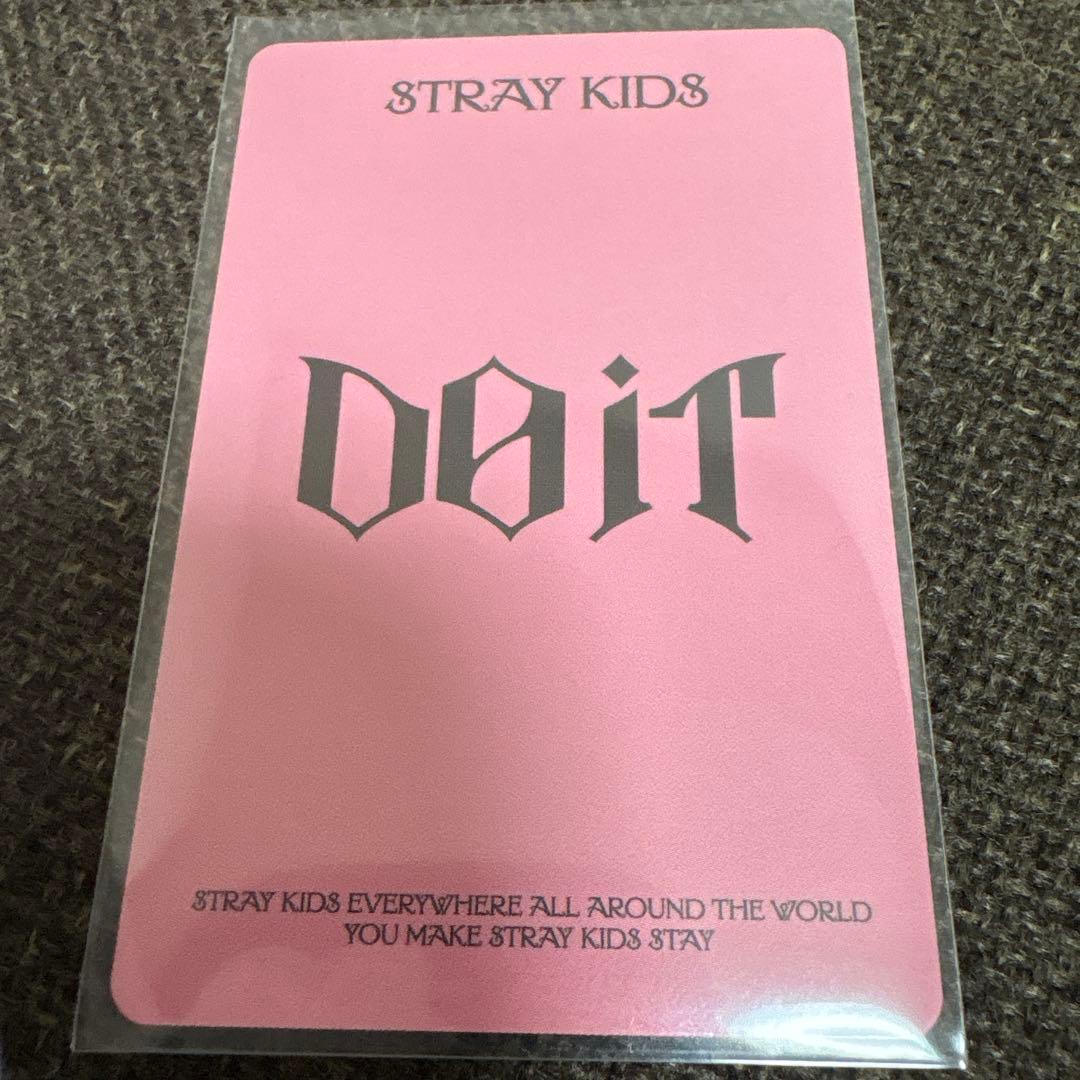 STRAY KIDS
DO iT
STRAY KIDS EVERYWHERE ALL AROUND THE WORLD
YOU MAKE STRAY KIDS STAY